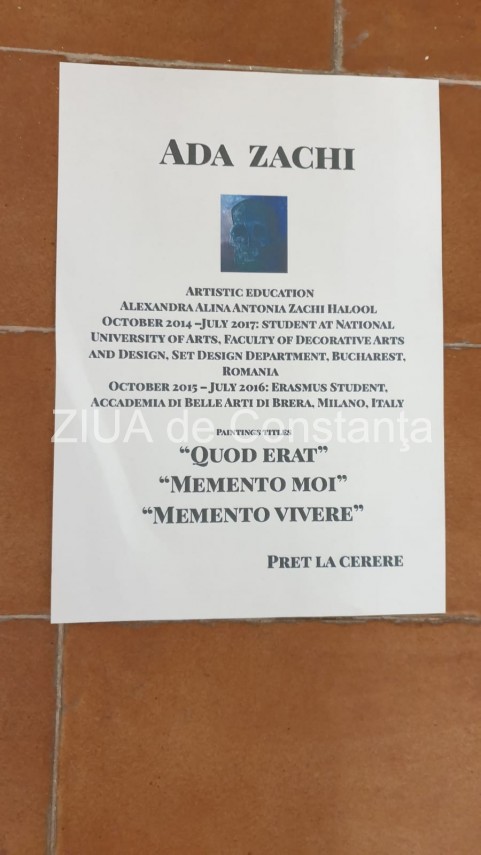 ADA ZACHI
ARTISTIC EDUCATION
ALEXANDRA ALINA ANTONIA ZACHI HALOOL
OCTOBER 2014 –JULY 2017: STUDENT AT NATIONAL
UNIVERSITY OF ARTS, FACULTY OF DECORATIVE ARTS
AND DESIGN, SET DESIGN DEPARTMENT, BUCHAREST,
ROMANIA
OCTOBER 2015 – JULY 2016: ERASMUS STUDENT,
ACCADEMIA DI BELLE ARTI DI BRERA, MILANO, ITALY
PAINTINGS TITLES
ZIUA de Constanţa
“QUOD ERAT”
“MEMENTO MOI”
“MEMENTO VIVERE”
PRET LA CERERE